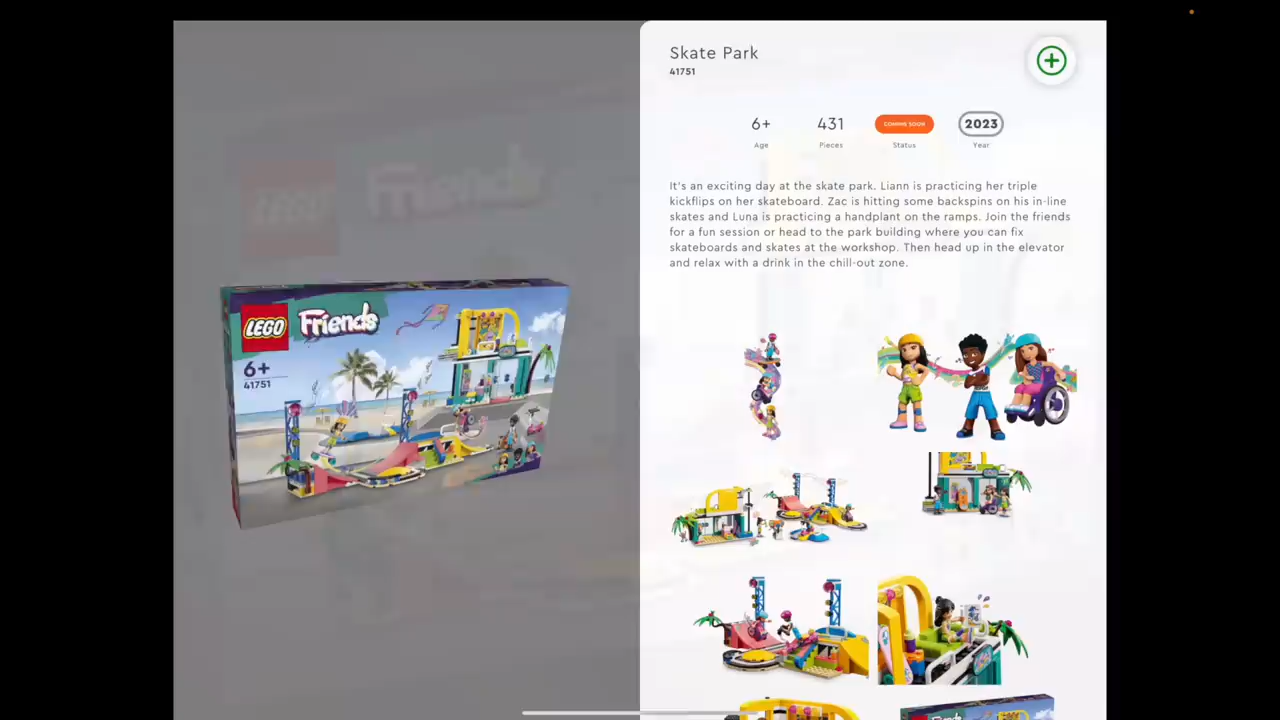 Skate Park
41751
6+
431
COMING SOON
2023
Age
Pieces
Status
Year
It's an exciting day at the skate park. Liann is practicing her triple
kickflips on her skateboard. Zac is hitting some backspins on his in-line
skates and Luna is practicing a handplant on the ramps. Join the friends
for a fun session or head to the park building where you can fix
skateboards and skates at the workshop. Then head up in the elevator
and relax with a drink in the chill-out zone.
LEGO Friends
6+
41751
LEGO Friends